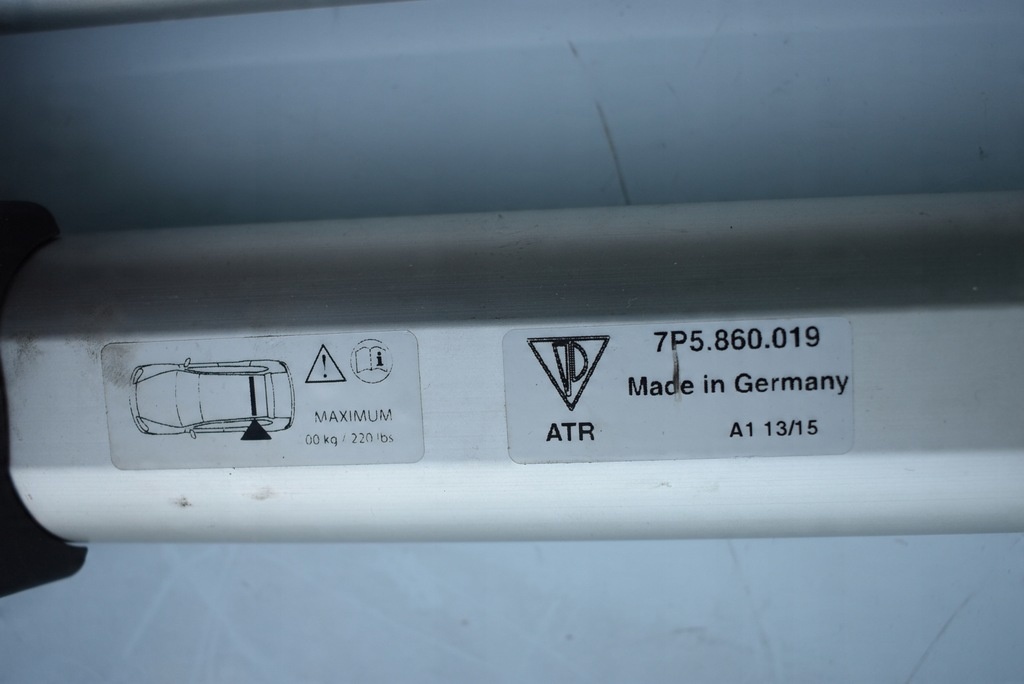 MAXIMUM
00 kg / 220 lbs
7P5.860.019
Made in Germany
ATR
A1 13/15